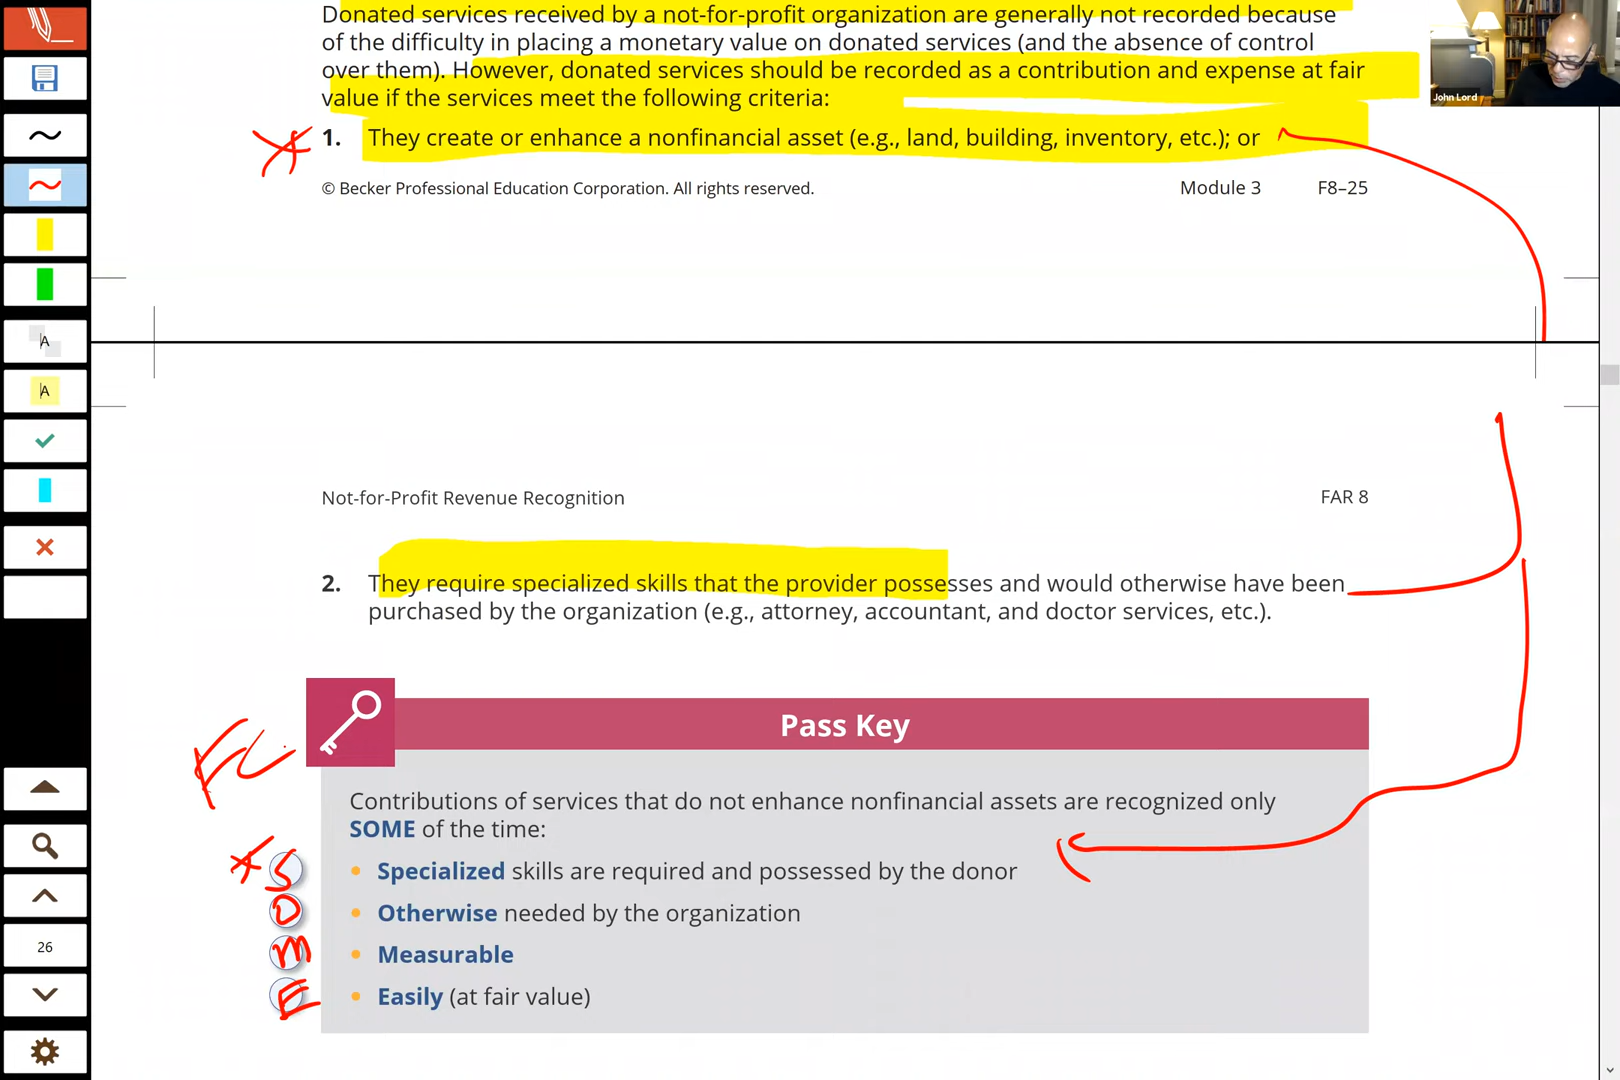 Donated services received by a not-for-profit organization are generally not recorded because
of the difficulty in placing a monetary value on donated services (and the absence of control
over them). However, donated services should be recorded as a contribution and expense at fair
value if the services meet the following criteria:
1. They create or enhance a nonfinancial asset (e.g., land, building, inventory, etc.); or
© Becker Professional Education Corporation. All rights reserved. Module 3 F8–25
John Lord
A
A
Not-for-Profit Revenue Recognition FAR 8
2. They require specialized skills that the provider possesses and would otherwise have been
purchased by the organization (e.g., attorney, accountant, and doctor services, etc.).
Pass Key
FC
Contributions of services that do not enhance nonfinancial assets are recognized only
SOME of the time:
S • Specialized skills are required and possessed by the donor
O • Otherwise needed by the organization
M • Measurable
E • Easily (at fair value)
26